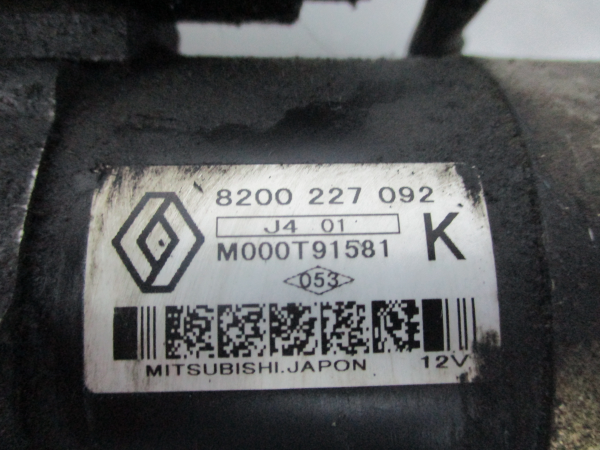 8200 227 092
J4 01
M000T91581 K
053
MITSUBISHI.JAPON 12V